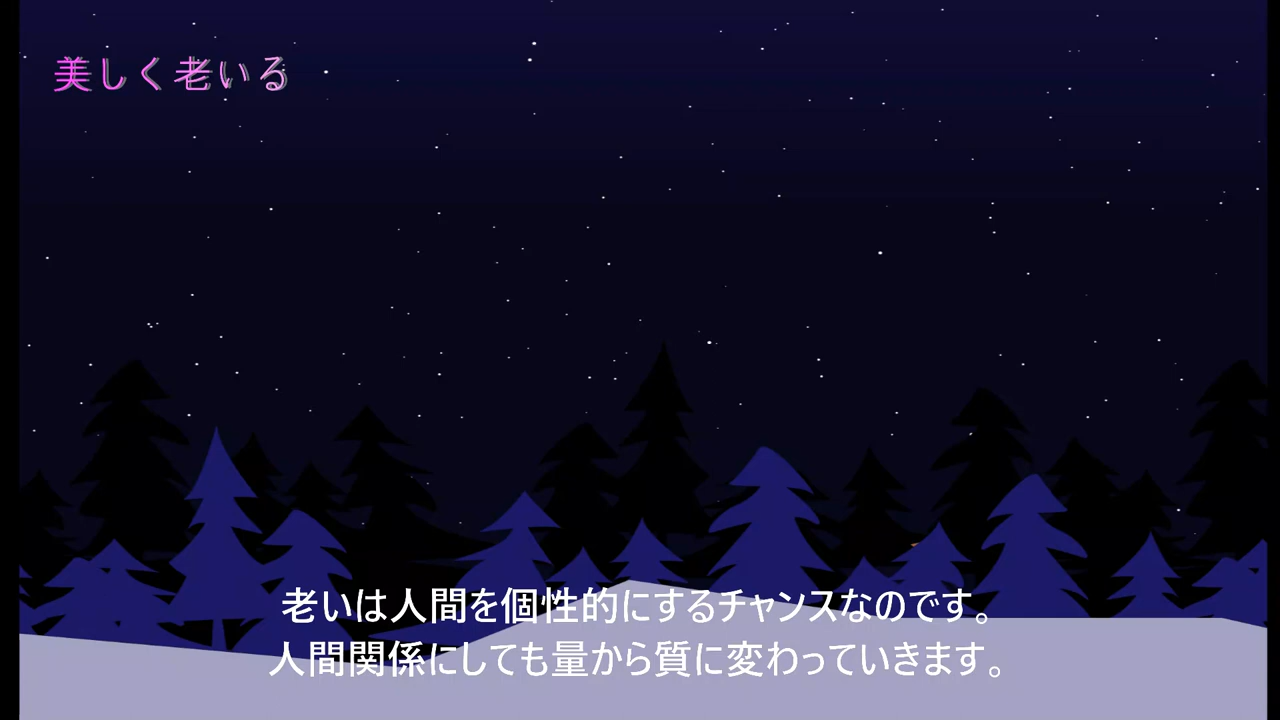 美しく老いる
老いは人間を個性的にするチャンスなのです。
人間関係にしても量から質に変わっていきます。